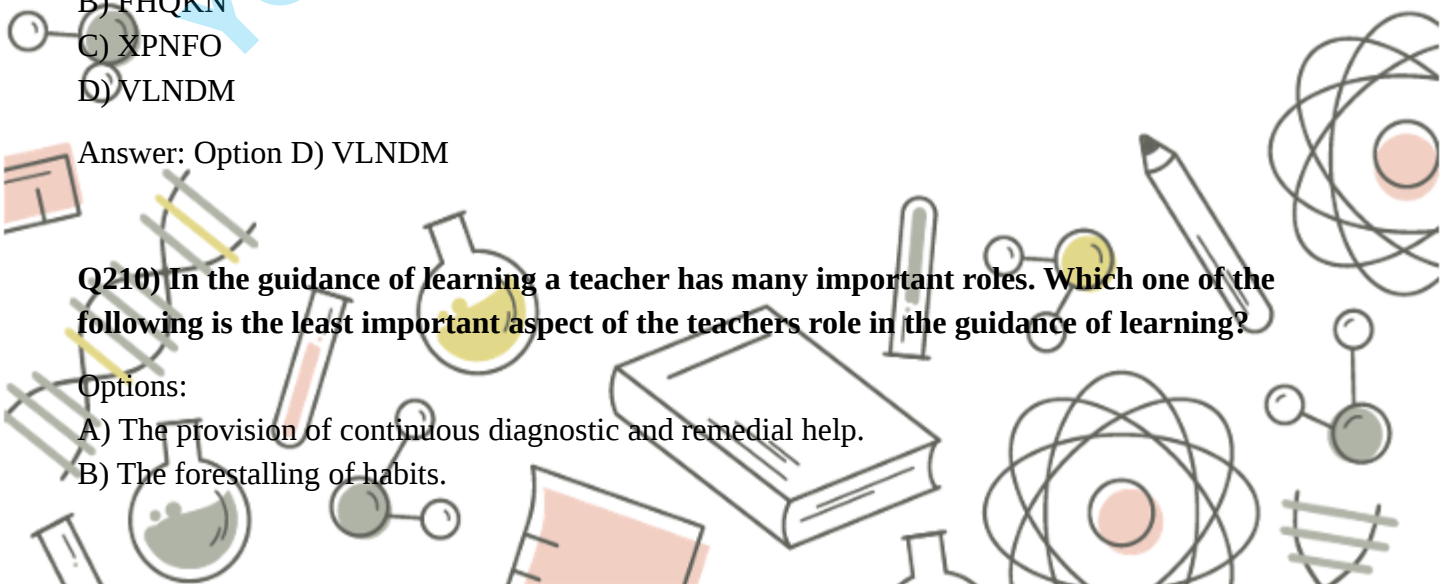 B) FHQKN
C) XPNFO
D) VLNDM
Answer: Option D) VLNDM
Q210) In the guidance of learning a teacher has many important roles. Which one of the
following is the least important aspect of the teachers role in the guidance of learning?
Options:
A) The provision of continuous diagnostic and remedial help.
B) The forestalling of habits.